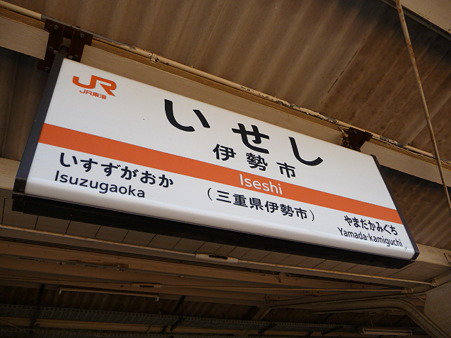 JR
JR東海
いせし
伊勢市
Iseshi
いすずがおか
Isuzugaoka
(三重県伊勢市)
やまだかみぐち
Yamada-kamiguchi